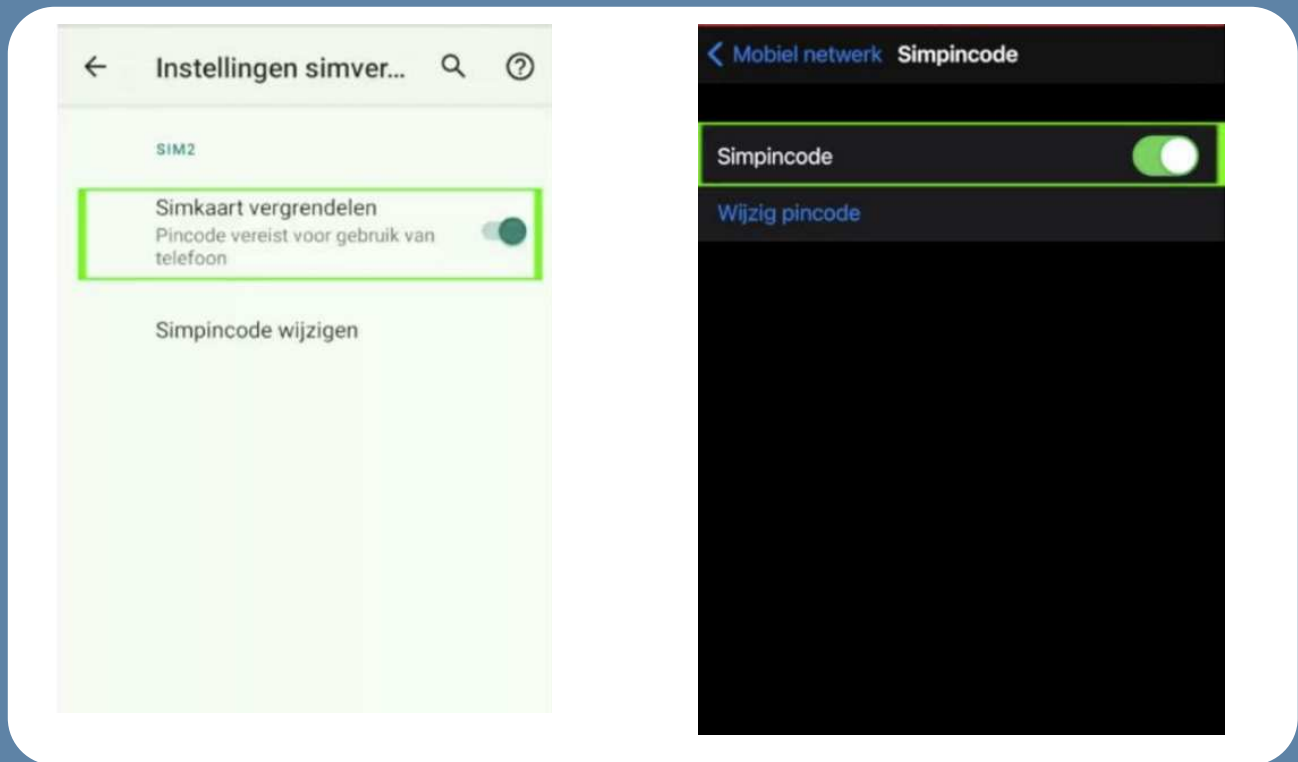 Instellingen simver...
SIM2
Simkaart vergrendelen
Pincode vereist voor gebruik van
telefoon
Simpincode wijzigen
Mobiel netwerk Simpincode
Simpincode
Wijzig pincode